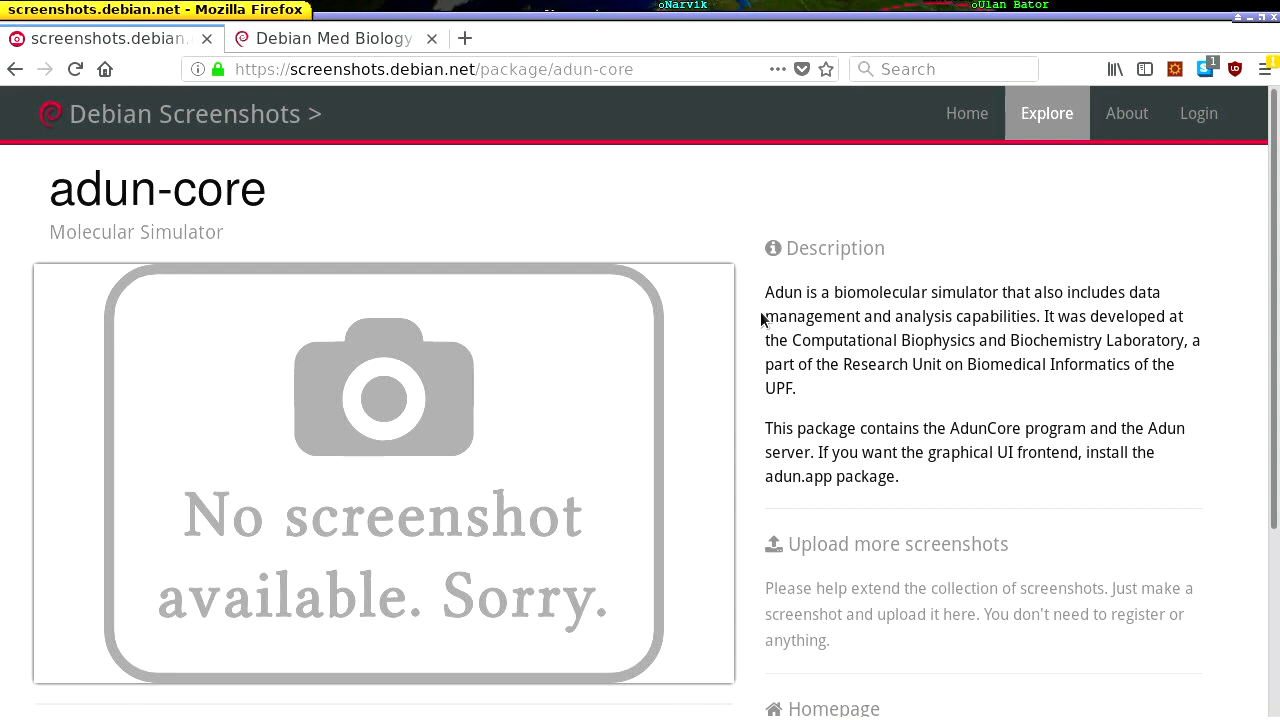 screenshots.debian.net - Mozilla Firefox
Narvik
Ulan Bator
screenshots.debian.
Debian Med Biology
https://screenshots.debian.net/package/adun-core
Search
1
1
Debian Screenshots >
Home
Explore
About
Login
adun-core
Molecular Simulator
No screenshot
available. Sorry.
Description
Adun is a biomolecular simulator that also includes data
management and analysis capabilities. It was developed at
the Computational Biophysics and Biochemistry Laboratory, a
part of the Research Unit on Biomedical Informatics of the
UPF.
This package contains the AdunCore program and the Adun
server. If you want the graphical UI frontend, install the
adun.app package.
Upload more screenshots
Please help extend the collection of screenshots. Just make a
screenshot and upload it here. You don't need to register or
anything.
Homepage